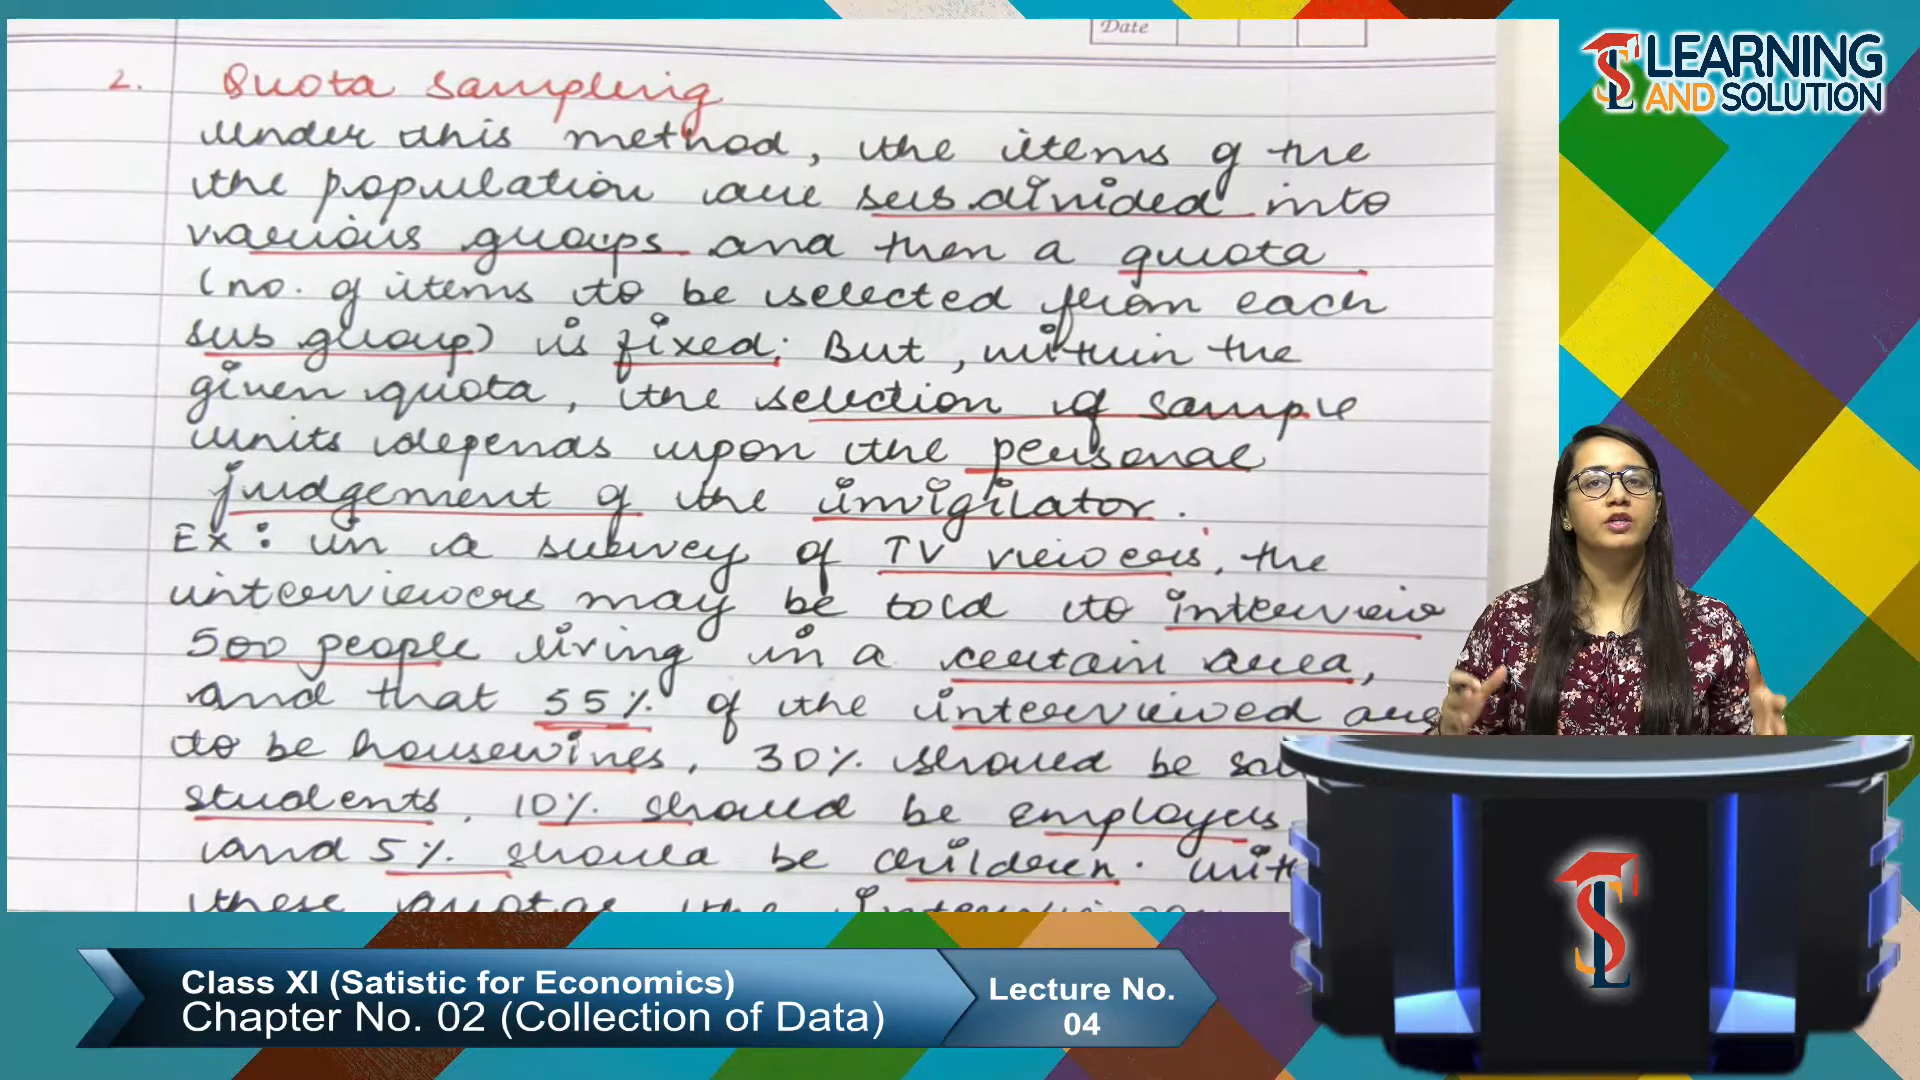 Date
LEARNING
AND SOLUTION
2. Quota sampling
under this method, the items of the
the population are sub.divided into
various groups and then a quota
(no. of items to be selected from each
sub group) is fixed. But, within the
given quota, the selection of sample
units depends upon the personal
judgement of the invigilator.
Ex: in a survey of TV viewers, the
interviewers may be told to interview
500 people living in a certain area,
and that 55% of the interviewed are
to be housewives, 30% should be
students, 10% should be employers
and 5% should be children.
these quotas the
Class XI (Satistic for Economics)
Chapter No. 02 (Collection of Data)
Lecture No.
04